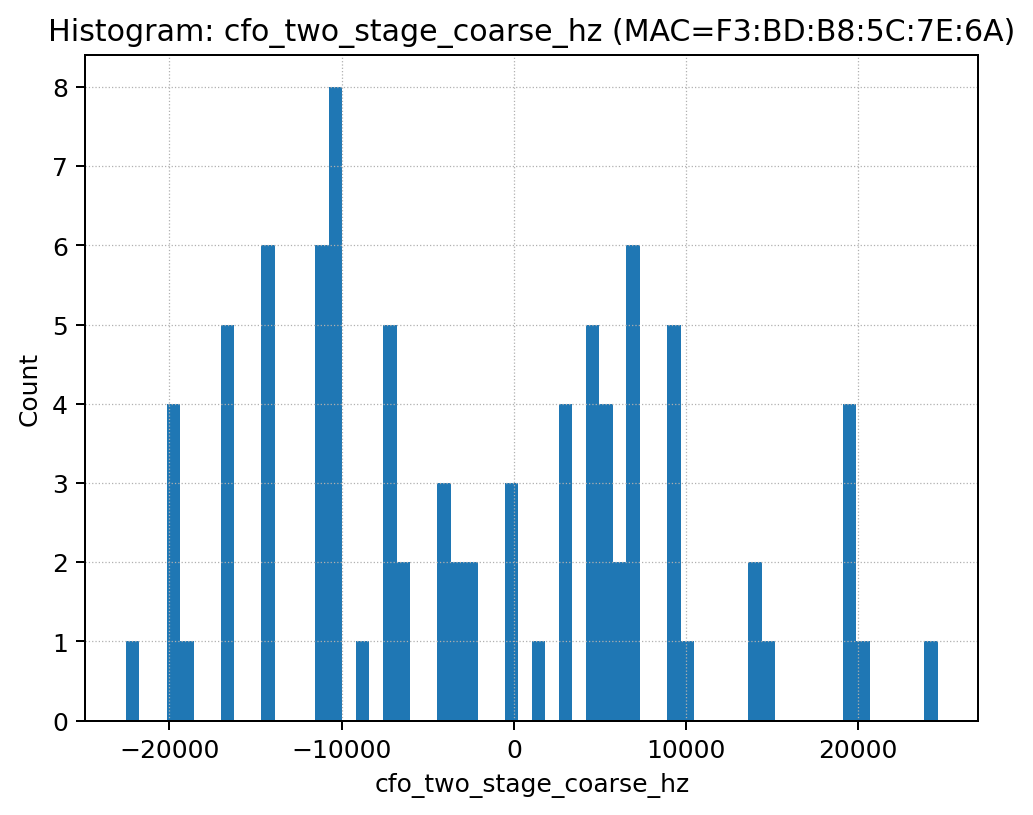 Histogram: cfo_two_stage_coarse_hz (MAC=F3:BD:B8:5C:7E:6A)
8
7
6
5
4
3
2
1
0
Count
−20000 −10000 0 10000 20000
cfo_two_stage_coarse_hz